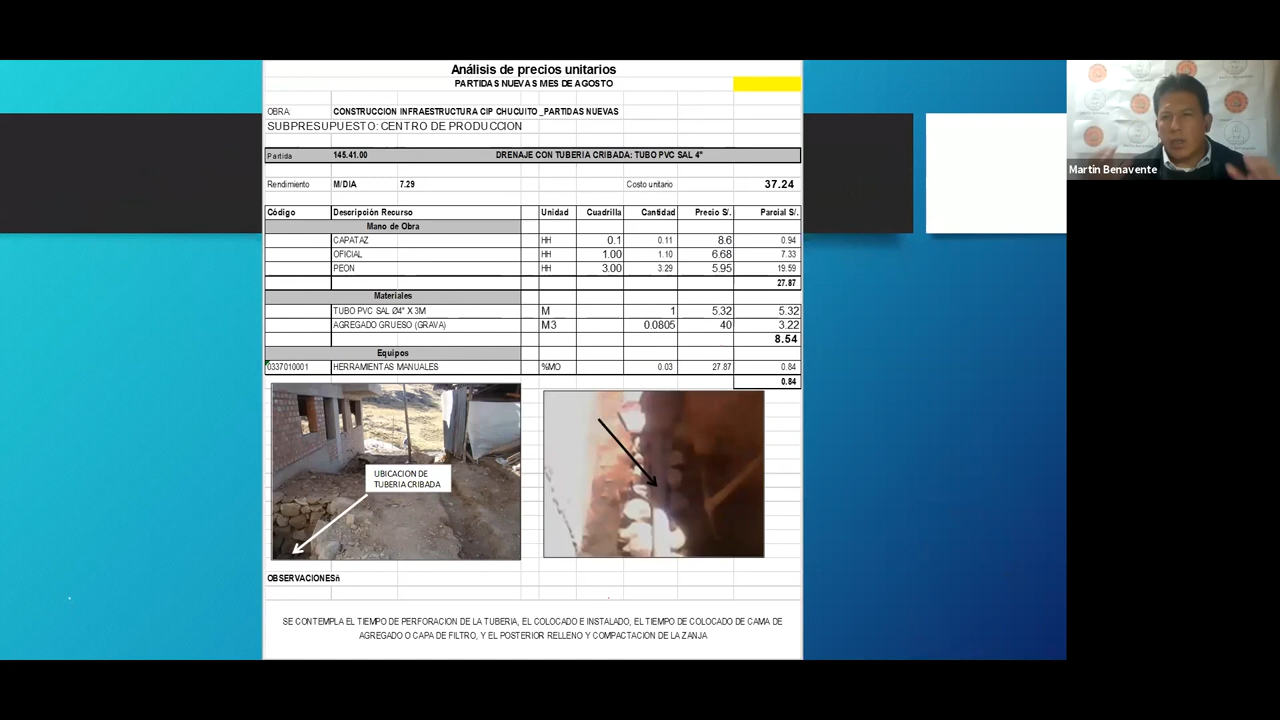 Análisis de precios unitarios
PARTIDAS NUEVAS MES DE AGOSTO
OBRA: CONSTRUCCION INFRAESTRUCTURA CIP CHUCUITO _PARTIDAS NUEVAS
SUBPRESUPUESTO: CENTRO DE PRODUCCION
Partida 145.41.00 DRENAJE CON TUBERIA CRIBADA: TUBO PVC SAL 4"
Rendimiento M/DIA 7.29 Costo unitario 37.24
Código Descripción Recurso Unidad Cuadrilla Cantidad Precio S/. Parcial S/.
Mano de Obra
CAPATAZ HH 0.1 0.11 8.6 0.94
OFICIAL HH 1.00 1.10 6.68 7.33
PEON HH 3.00 3.29 5.95 19.59
27.87
Materiales
TUBO PVC SAL Ø4" X 3M M 1 5.32 5.32
AGREGADO GRUESO (GRAVA) M3 0.0805 40 3.22
8.54
Equipos
0337010001 HERRAMIENTAS MANUALES %MO 0.03 27.87 0.84
0.84
UBICACION DE
TUBERIA CRIBADA
OBSERVACIONESñ
SE CONTEMPLA EL TIEMPO DE PERFORACION DE LA TUBERIA, EL COLOCADO E INSTALADO, EL TIEMPO DE COLOCADO DE CAMA DE
AGREGADO O CAPA DE FILTRO, Y EL POSTERIOR RELLENO Y COMPACTACION DE LA ZANJA
Martin Benavente